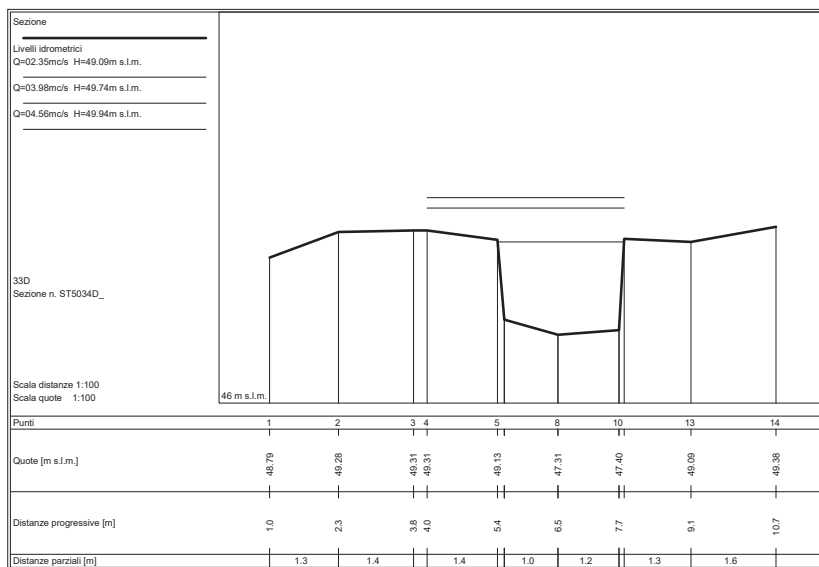 Sezione
Livelli idrometrici
Q=02.35mc/s H=49.09m s.l.m.
Q=03.98mc/s H=49.74m s.l.m.
Q=04.56mc/s H=49.94m s.l.m.
33D
Sezione n. ST5034D_
Scala distanze 1:100
Scala quote 1:100
46 m s.l.m.
Punti 1 2 3 4 5 8 10 13 14
Quote [m s.l.m.] 48.79 49.28 49.31 49.31 49.13 47.31 47.40 49.09 49.38
Distanze progressive [m] 1.0 2.3 3.8 4.0 5.4 6.5 7.7 9.1 10.7
Distanze parziali [m] 1.3 1.4 1.4 1.0 1.2 1.3 1.6